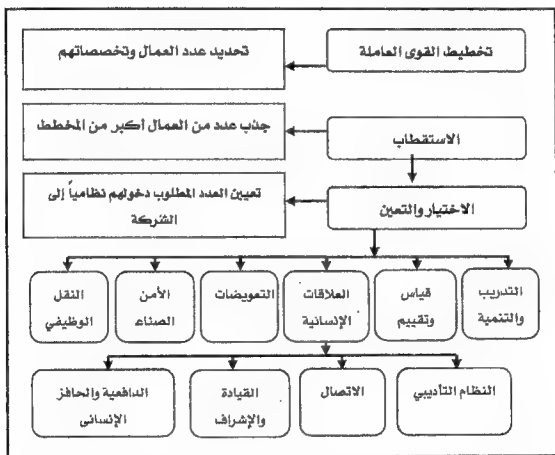 تخطيط القوى العاملة
تحديد عدد العمال وتخصصاتهم
الاستقطاب
جذب عدد من العمال أكبر من المخطط
الاختيار والتعين
تعيين العدد المطلوب دخولهم نظامياً إلى
الشركة
التدريب
والتنمية
قياس
وتقييم
العلاقات
الإنسانية
التعويضات
الأمن
الصناء
النقل
الوظيفي
النظام التأديبي
الاتصال
القيادة
والإشراف
الدافعية والحافز
الإنسانى